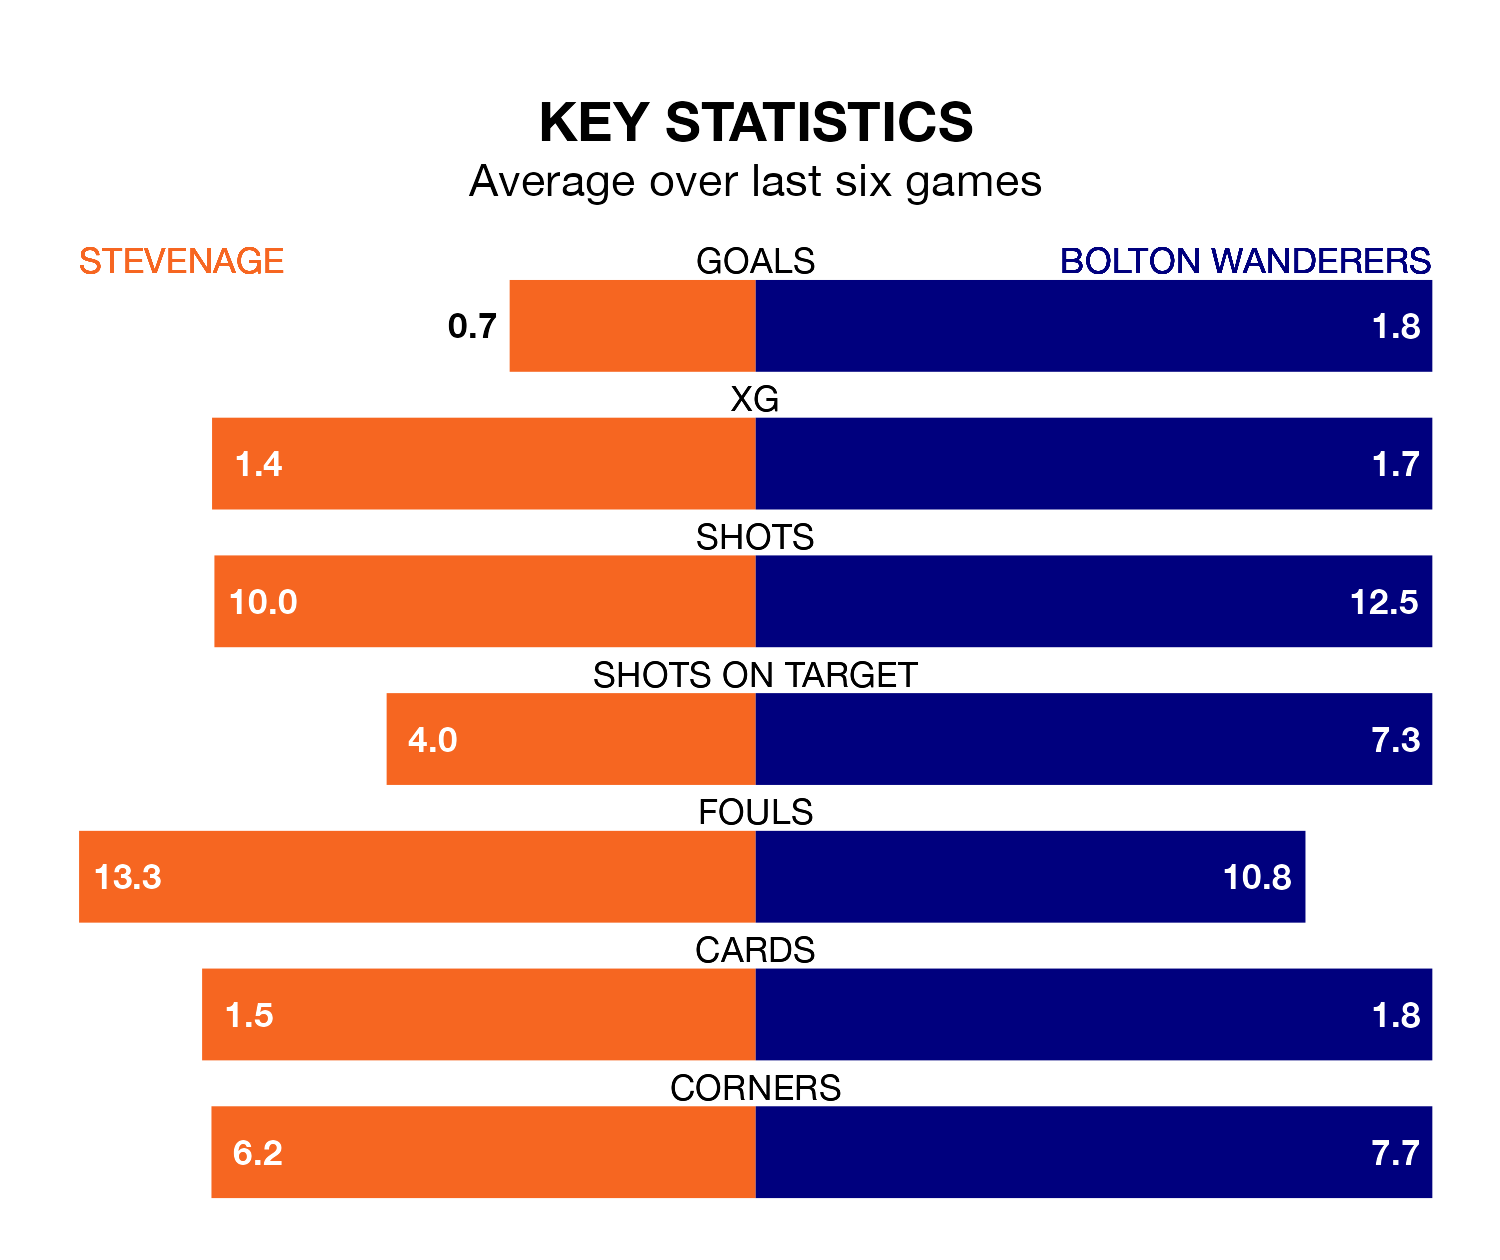 KEY STATISTICS
Average over last six games
STEVENAGE GOALS BOLTON WANDERERS
0.7 1.8
XG
1.4 1.7
SHOTS
10.0 12.5
SHOTS ON TARGET
4.0 7.3
FOULS
13.3 10.8
CARDS
1.5 1.8
CORNERS
6.2 7.7